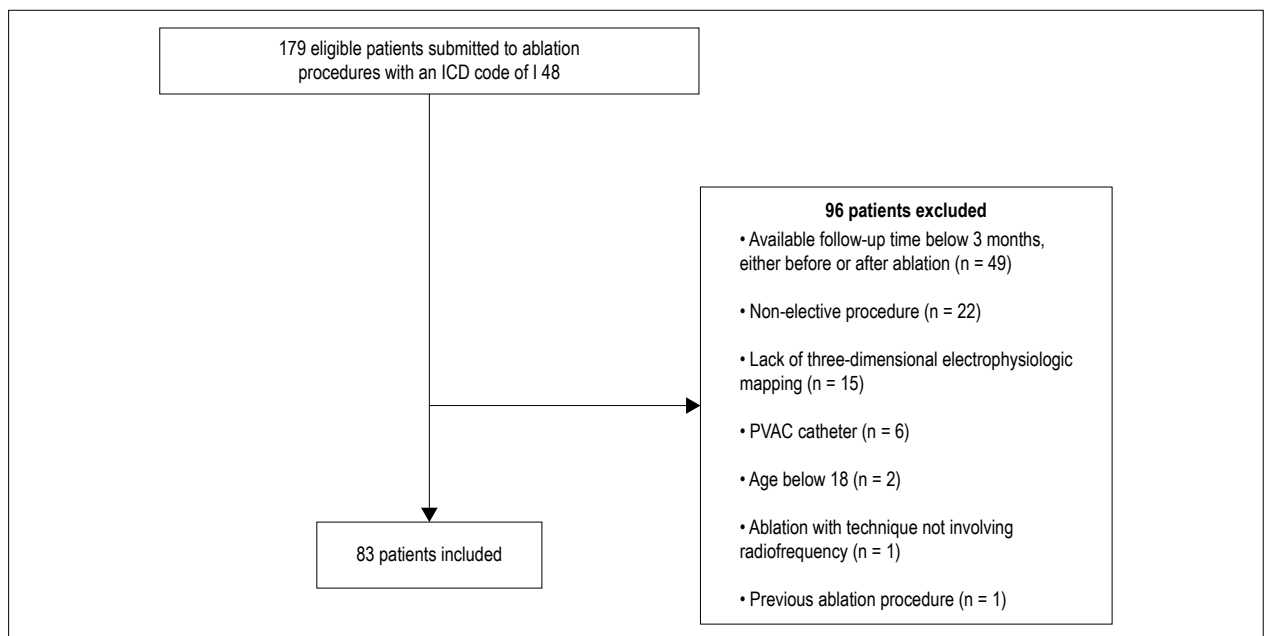 179 eligible patients submitted to ablation
procedures with an ICD code of I 48
96 patients excluded
• Available follow-up time below 3 months,
either before or after ablation (n = 49)
• Non-elective procedure (n = 22)
• Lack of three-dimensional electrophysiologic
mapping (n = 15)
• PVAC catheter (n = 6)
• Age below 18 (n = 2)
• Ablation with technique not involving
radiofrequency (n = 1)
• Previous ablation procedure (n = 1)
83 patients included